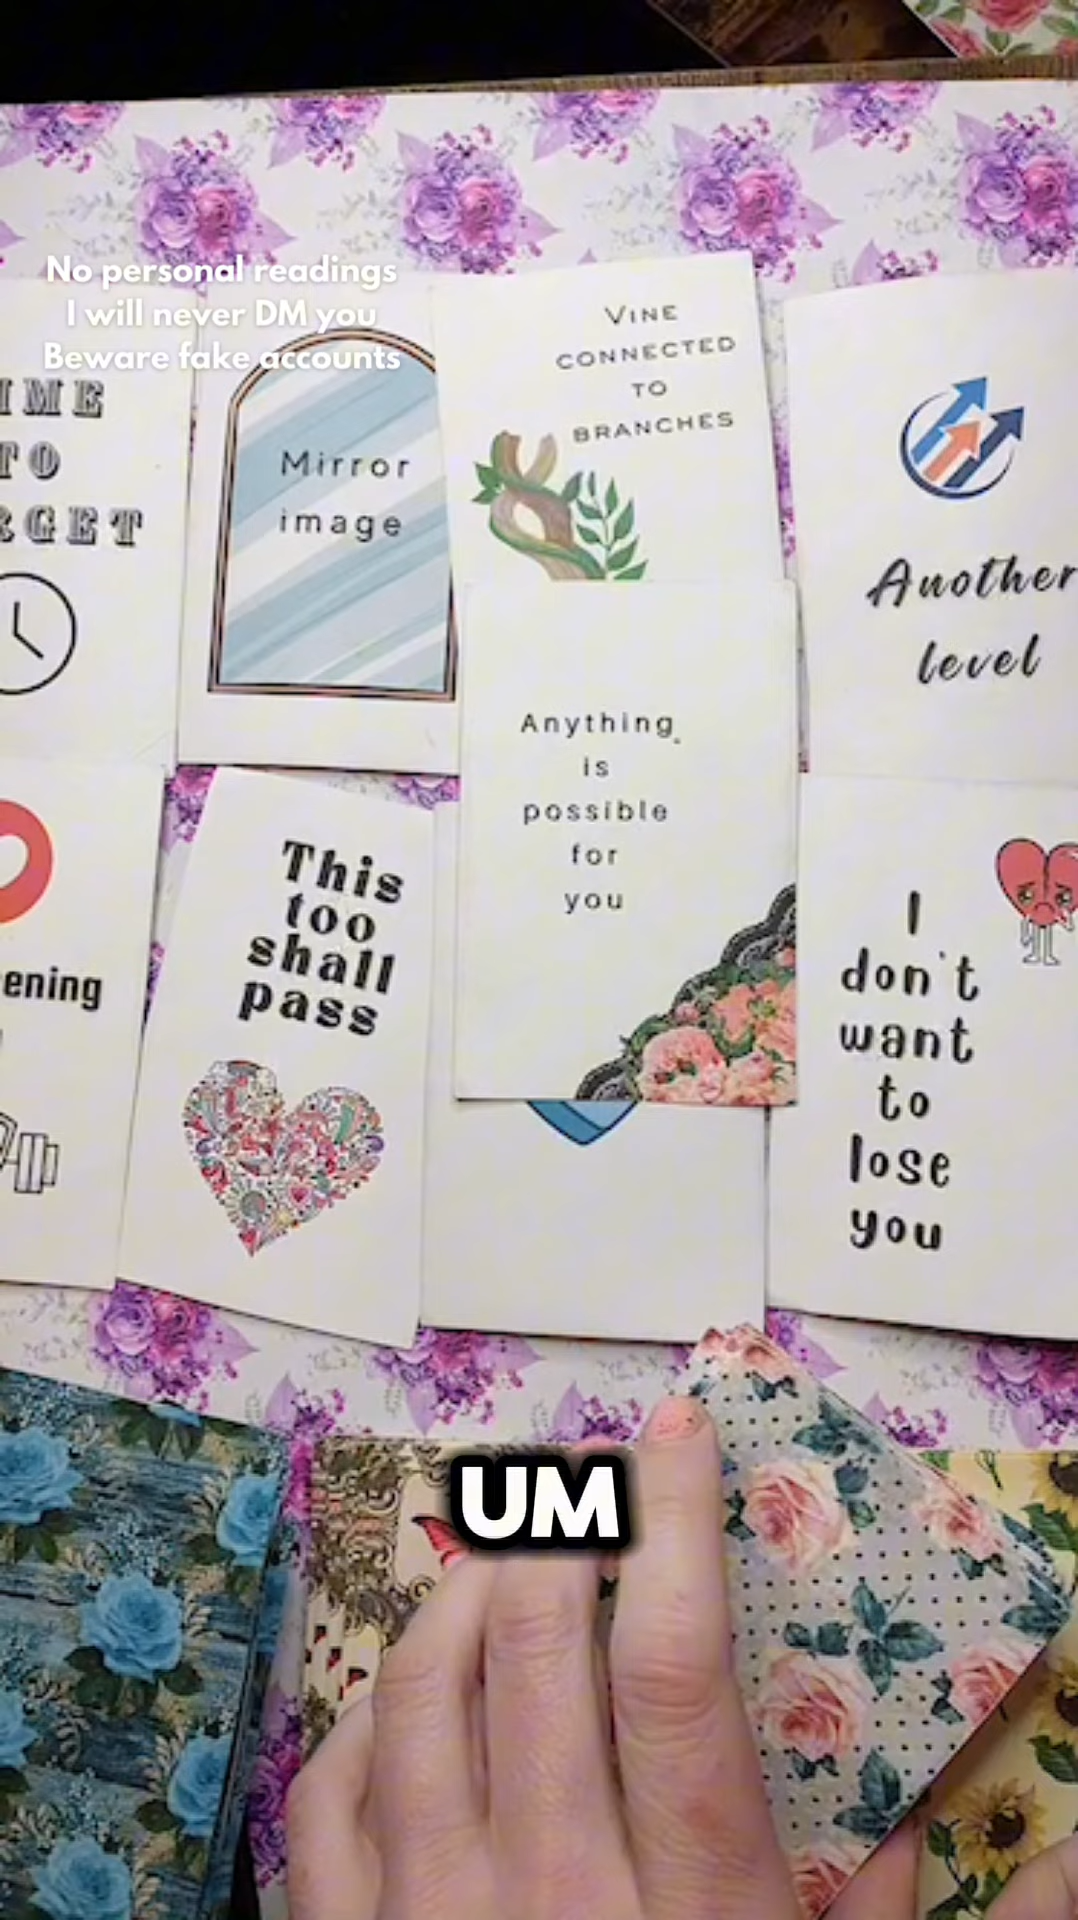 No personal readings
I will never DM you
Beware fake accounts
TO
Mirror
image
VINE
CONNECTED
TO
BRANCHES
Another
level
This
too
shall
pass
Anything
is
possible
for
you
I
don't
want
to
lose
you
UM